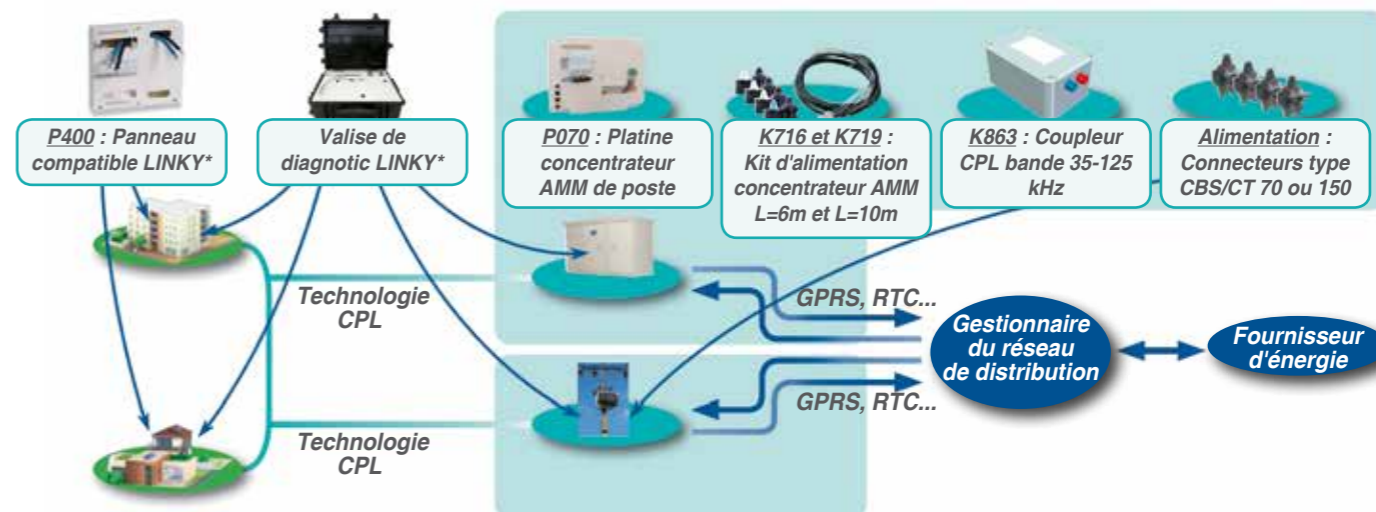 P400 : Panneau
compatible LINKY*
Valise de
diagnotic LINKY*
P070 : Platine
concentrateur
AMM de poste
K716 et K719 :
Kit d'alimentation
concentrateur AMM
L=6m et L=10m
K863 : Coupleur
CPL bande 35-125
kHz
Alimentation :
Connecteurs type
CBS/CT 70 ou 150
Technologie
CPL
GPRS, RTC...
Gestionnaire
du réseau
de distribution
Fournisseur
d'énergie
GPRS, RTC...
Technologie
CPL